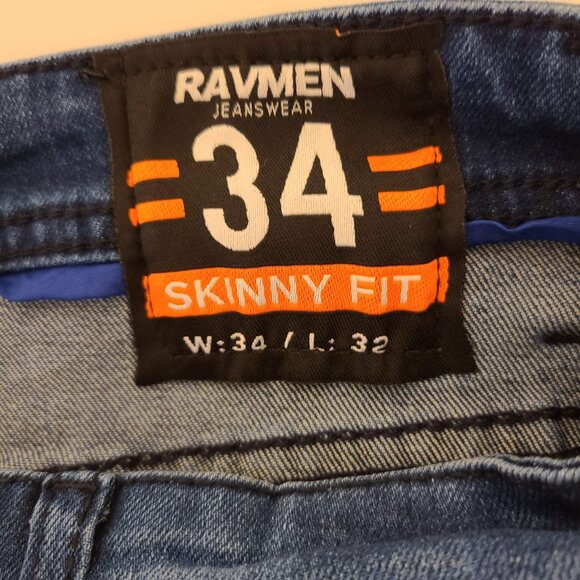 RAVMEN
JEANSWEAR
34
SKINNY FIT
W:34 / L: 32